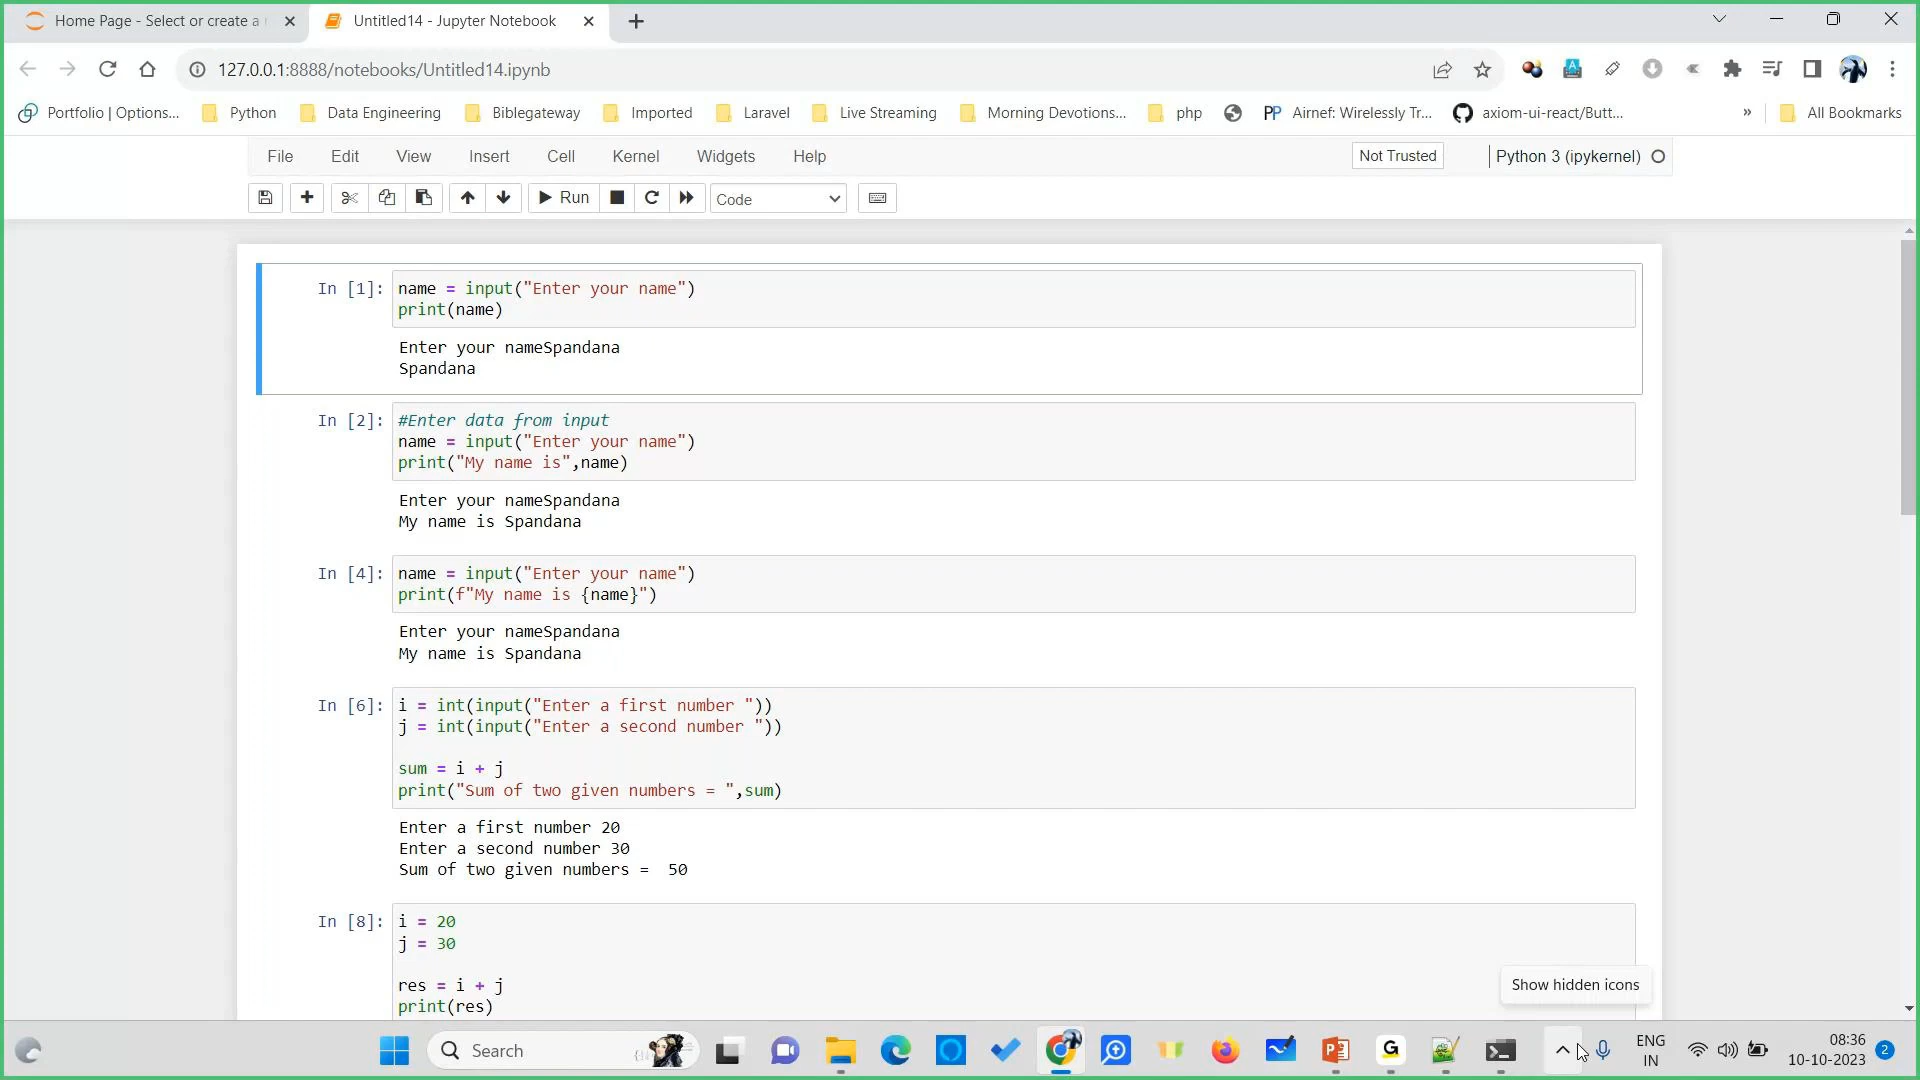 Home Page - Select or create a
Untitled14 - Jupyter Notebook
127.0.0.1:8888/notebooks/Untitled14.ipynb
Portfolio | Options...
Python
Data Engineering
Biblegateway
Imported
Laravel
Live Streaming
Morning Devotions...
php
PP Airnef: Wirelessly Tr...
axiom-ui-react/Butt...
»
All Bookmarks
File Edit View Insert Cell Kernel Widgets Help
Not Trusted
Python 3 (ipykernel)
Run
Code
In [1]: name = input("Enter your name")
print(name)
Enter your nameSpandana
Spandana
In [2]: #Enter data from input
name = input("Enter your name")
print("My name is",name)
Enter your nameSpandana
My name is Spandana
In [4]: name = input("Enter your name")
print(f"My name is {name}")
Enter your nameSpandana
My name is Spandana
In [6]: i = int(input("Enter a first number "))
j = int(input("Enter a second number "))
sum = i + j
print("Sum of two given numbers = ",sum)
Enter a first number 20
Enter a second number 30
Sum of two given numbers =  50
In [8]: i = 20
j = 30
res = i + j
print(res)
Show hidden icons
Search
ENG
IN
08:36
10-10-2023
2